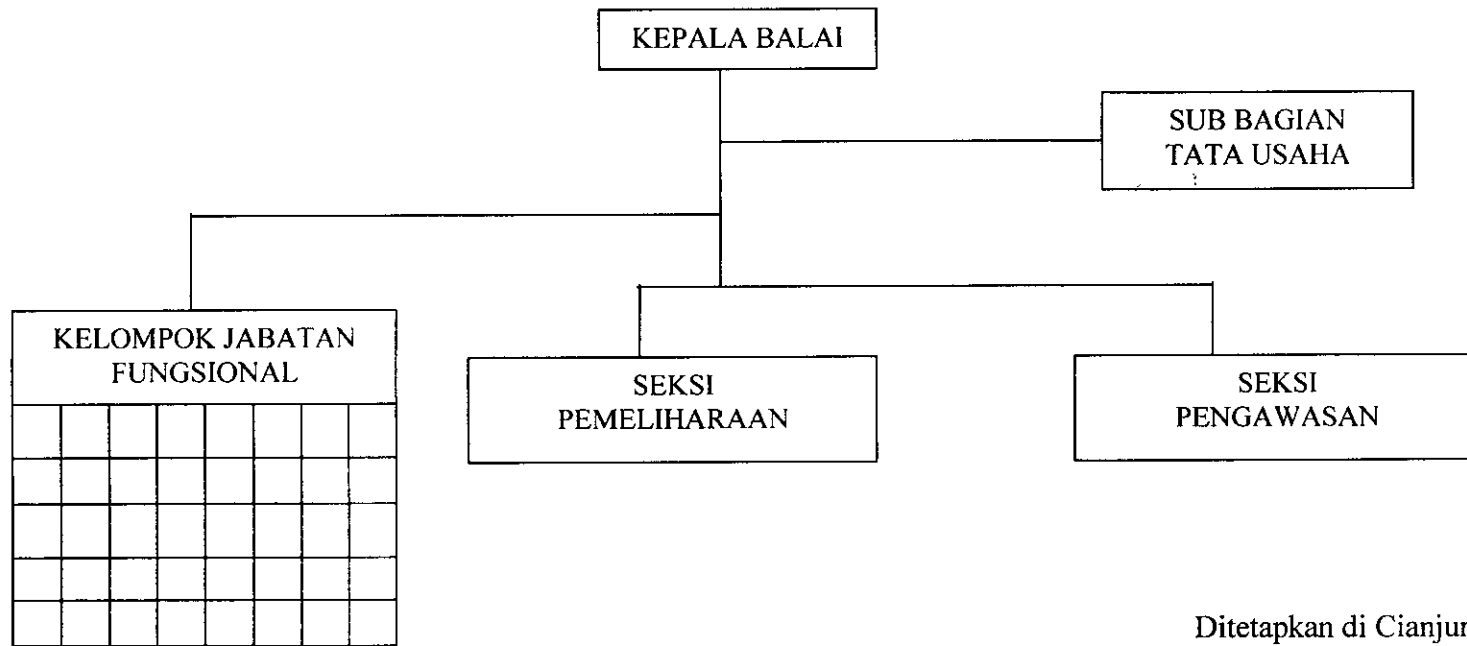 KEPALA BALAI
SUB BAGIAN
TATA USAHA
KELOMPOK JABATAN
FUNGSIONAL
SEKSI
PEMELIHARAAN
SEKSI
PENGAWASAN
Ditetapkan di Cianjur